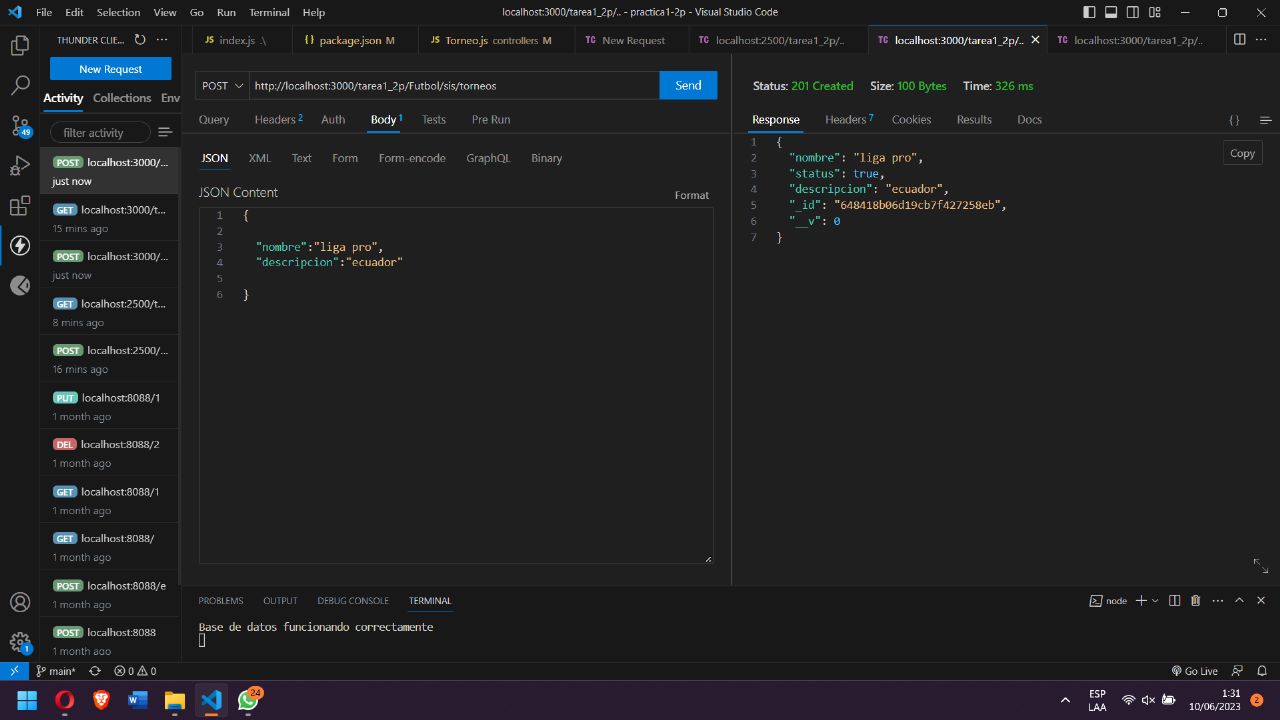 File Edit Selection View Go Run Terminal Help
localhost:3000/tarea1_2p/.. - practica1-2p - Visual Studio Code
THUNDER CLIE...
New Request
Activity Collections Env
filter activity
POST localhost:3000/...
just now
GET localhost:3000/t...
15 mins ago
POST localhost:3000/...
just now
GET localhost:2500/t...
8 mins ago
POST localhost:2500/...
16 mins ago
PUT localhost:8088/1
1 month ago
DEL localhost:8088/2
1 month ago
GET localhost:8088/1
1 month ago
GET localhost:8088/
1 month ago
POST localhost:8088/e
1 month ago
POST localhost:8088
1 month ago
49
1
JS index.js .\
{ } package.json M
JS Torneo.js controllers M
TC New Request
TC localhost:2500/tarea1_2p/..
TC localhost:3000/tarea1_2p/..
TC localhost:3000/tarea1_2p/..
POST http://localhost:3000/tarea1_2p/Futbol/sis/torneos Send
Query Headers 2 Auth Body 1 Tests Pre Run
JSON XML Text Form Form-encode GraphQL Binary
JSON Content
Format
1 {
2
3 "nombre":"liga pro",
4 "descripcion":"ecuador"
5
6 }
Status: 201 Created Size: 100 Bytes Time: 326 ms
Response Headers 7 Cookies Results Docs { }
Copy
1 {
2 "nombre": "liga pro",
3 "status": true,
4 "descripcion": "ecuador",
5 "_id": "648418b06d19cb7f427258eb",
6 "__v": 0
7 }
PROBLEMS OUTPUT DEBUG CONSOLE TERMINAL
node
Base de datos funcionando correctamente
main* 0 0
Go Live
24
ESP
LAA
1:31
10/06/2023
2